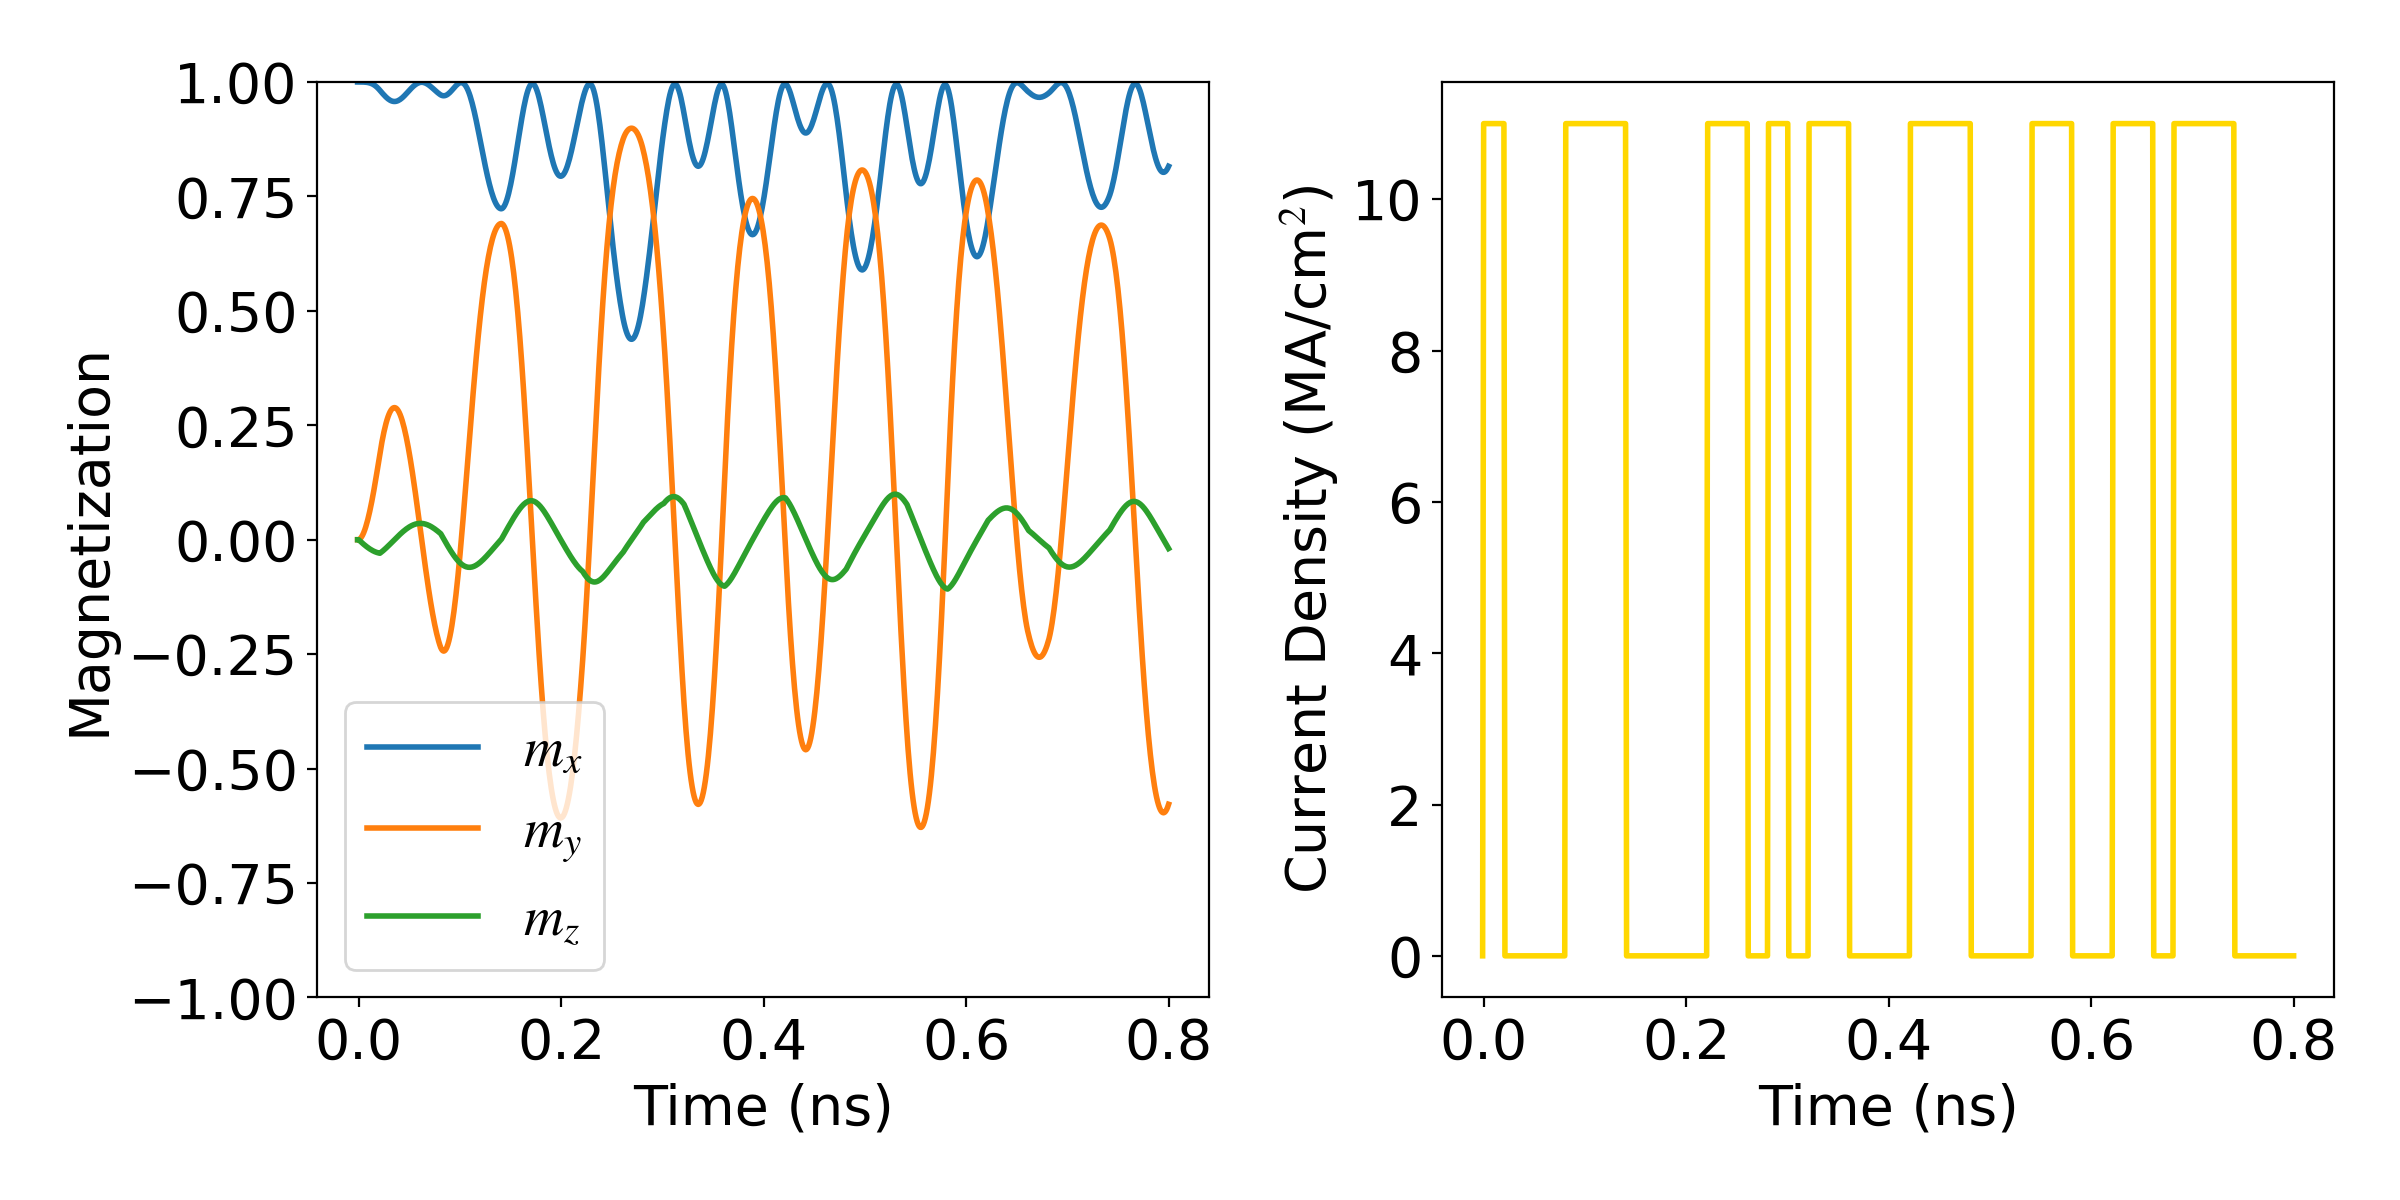 1.00
0.75
0.50
0.25
0.00
−0.25
−0.50
−0.75
−1.00
Magnetization
m_x
m_y
m_z
0.0 0.2 0.4 0.6 0.8
Time (ns)
10
8
6
4
2
0
Current Density (MA/cm²)
0.0 0.2 0.4 0.6 0.8
Time (ns)